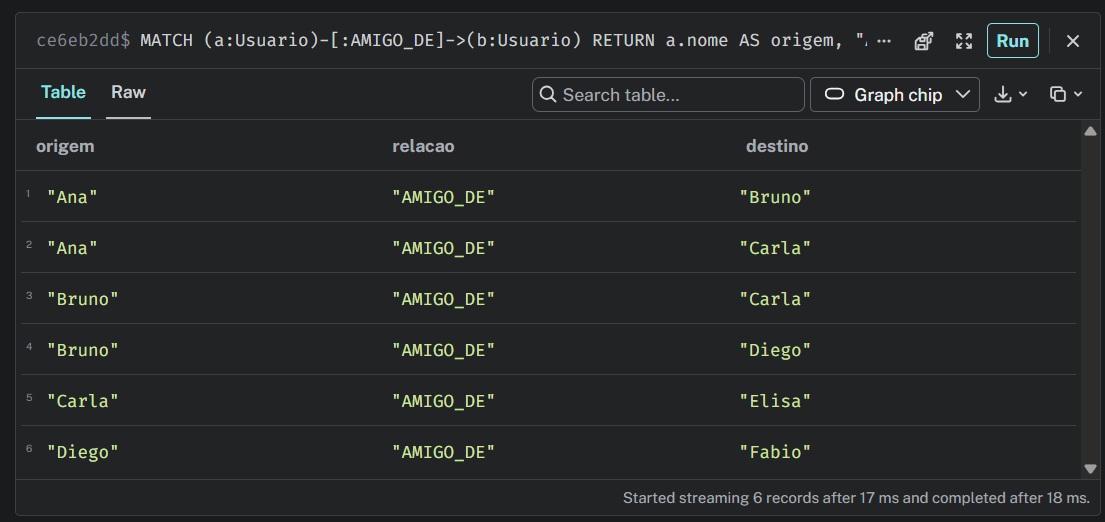 ce6eb2dd$ MATCH (a:Usuario)-[:AMIGO_DE]->(b:Usuario) RETURN a.nome AS origem, " ··· Run
Table Raw Search table... Graph chip
origem relacao destino
1 "Ana" "AMIGO_DE" "Bruno"
2 "Ana" "AMIGO_DE" "Carla"
3 "Bruno" "AMIGO_DE" "Carla"
4 "Bruno" "AMIGO_DE" "Diego"
5 "Carla" "AMIGO_DE" "Elisa"
6 "Diego" "AMIGO_DE" "Fabio"
Started streaming 6 records after 17 ms and completed after 18 ms.